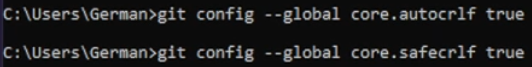 C:\Users\German>git config --global core.autocrlf true
C:\Users\German>git config --global core.safecrlf true